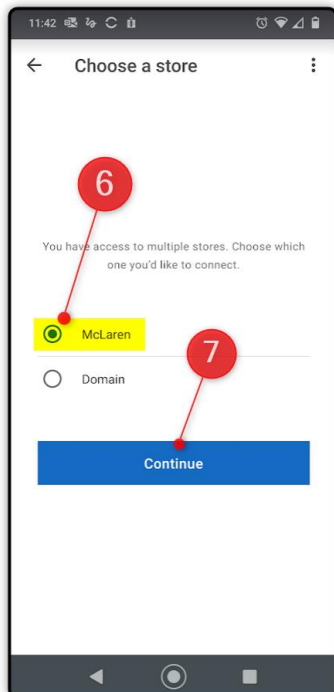 11:42
Choose a store
6
You have access to multiple stores. Choose which
one you'd like to connect.
McLaren
7
Domain
Continue